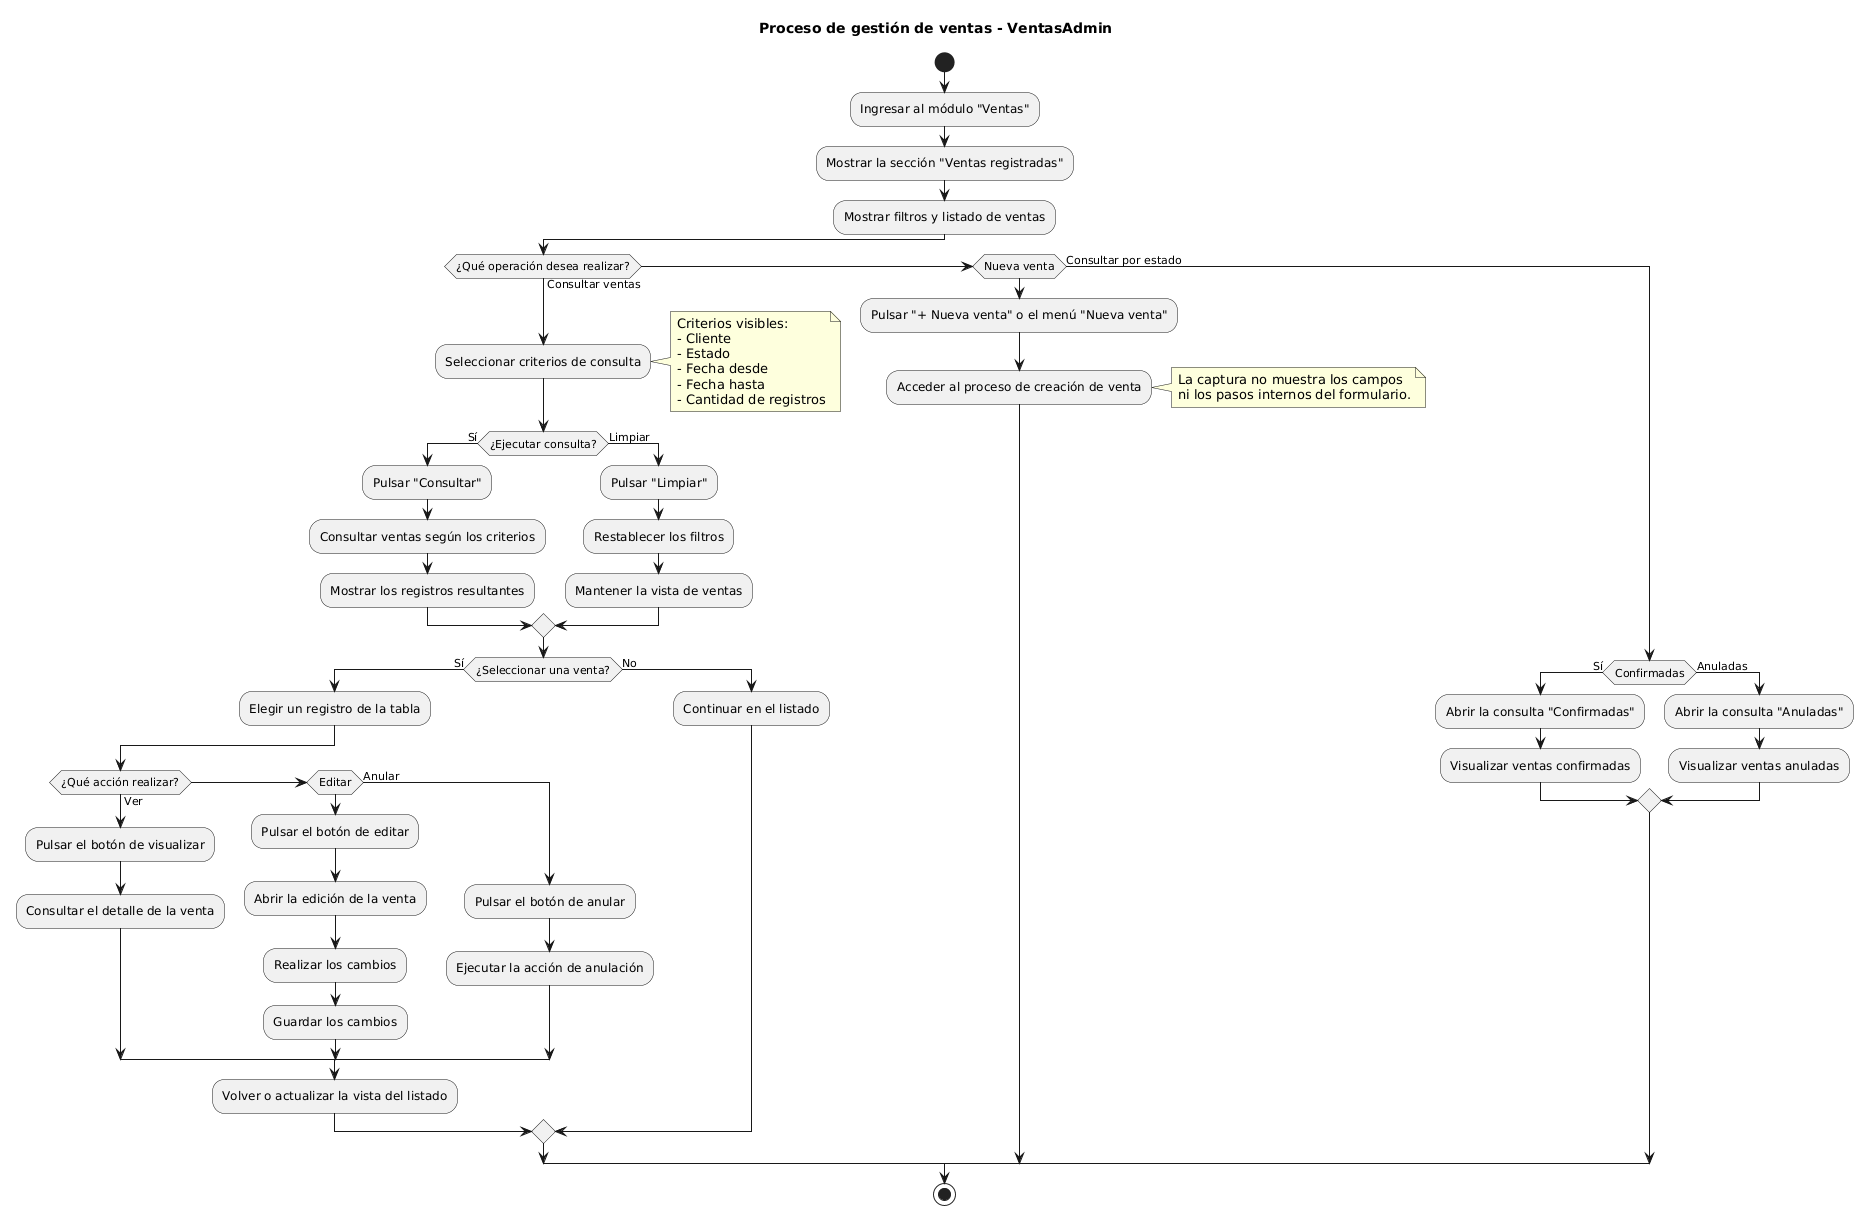 Proceso de gestión de ventas - VentasAdmin
Ingresar al módulo "Ventas"
Mostrar la sección "Ventas registradas"
Mostrar filtros y listado de ventas
¿Qué operación desea realizar?
Consultar ventas
Nueva venta
Consultar por estado
Seleccionar criterios de consulta
Criterios visibles:
- Cliente
- Estado
- Fecha desde
- Fecha hasta
- Cantidad de registros
Pulsar "+ Nueva venta" o el menú "Nueva venta"
Acceder al proceso de creación de venta
La captura no muestra los campos
ni los pasos internos del formulario.
¿Ejecutar consulta?
Sí
Limpiar
Pulsar "Consultar"
Pulsar "Limpiar"
Consultar ventas según los criterios
Restablecer los filtros
Mostrar los registros resultantes
Mantener la vista de ventas
¿Seleccionar una venta?
Sí
No
Elegir un registro de la tabla
Continuar en el listado
¿Qué acción realizar?
Ver
Editar
Anular
Pulsar el botón de visualizar
Consultar el detalle de la venta
Pulsar el botón de editar
Abrir la edición de la venta
Realizar los cambios
Guardar los cambios
Pulsar el botón de anular
Ejecutar la acción de anulación
Volver o actualizar la vista del listado
Confirmadas
Sí
Anuladas
Abrir la consulta "Confirmadas"
Abrir la consulta "Anuladas"
Visualizar ventas confirmadas
Visualizar ventas anuladas